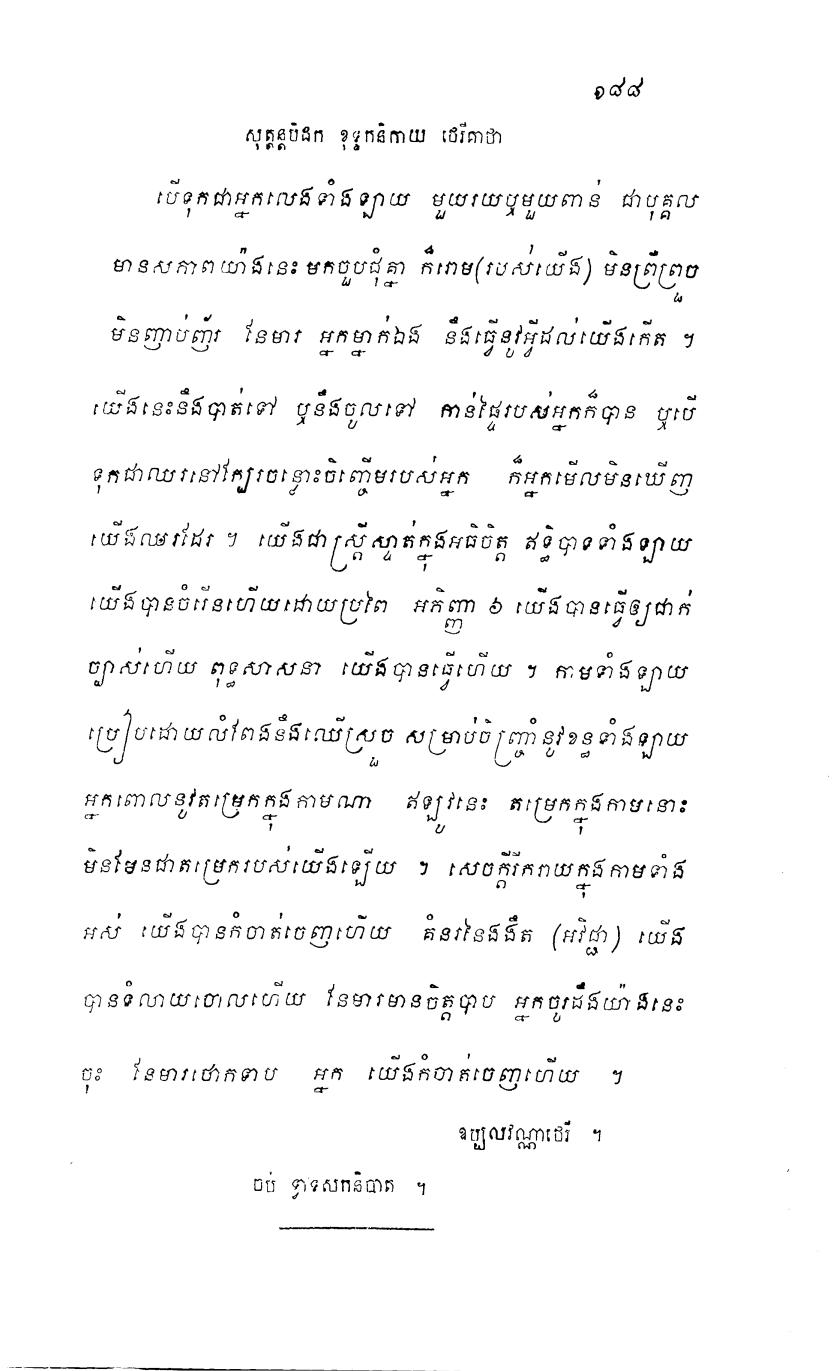 ១៨៨
សុត្តន្តបិដក ខុទ្ទកនិកាយ ថេរីគាថា
បើទុកជាអ្នកលេងទាំងឡាយ មួយរយឬមួយពាន់ ជាបុគ្គល
មានសភាពយ៉ាងនេះ មកចួបជុំគ្នា ក៏រោម(របស់យើង) មិនព្រឺព្រួច
មិនញាប់ញ័រ នែមារ អ្នកម្នាក់ឯង នឹងធ្វើនូវអ្វីដល់យើងកើត ។
យើងនេះនឹងបាត់ទៅ ឬនឹងចូលទៅ កាន់ផ្ទៃរបស់អ្នកក៏បាន ឬបើ
ទុកជាឈរនៅក្បែរចន្លោះចិញ្ចើមរបស់អ្នក ក៏អ្នកមើលមិនឃើញ
យើងឈរដែរ ។ យើងជាស្ត្រីស្ទាត់ក្នុងអធិចិត្ត ឥទ្ធិបាទទាំងឡាយ
យើងបានចំរើនហើយដោយប្រពៃ អភិញ្ញា ៦ យើងបានធ្វើឲ្យជាក់
ច្បាស់ហើយ ពុទ្ធសាសនា យើងបានធ្វើហើយ ។ កាមទាំងឡាយ
ប្រៀបដោយលំពែងនឹងឈើស្រួច សម្រាប់ចិញ្ច្រាំនូវខន្ធទាំងឡាយ
អ្នកពោលនូវតម្រេកក្នុងកាមណា ឥឡូវនេះ តម្រេកក្នុងកាមនោះ
មិនមែនជាតម្រេករបស់យើងឡើយ ។ សេចក្តីរីករាយក្នុងកាមទាំង
អស់ យើងបានកំចាត់ចេញហើយ គំនរនៃងងឹត (អវិជ្ជា) យើង
បានទំលាយចោលហើយ នែមារមានចិត្តបាប អ្នកចូរដឹងយ៉ាងនេះ
ចុះ នែមារថោកទាប អ្នក យើងកំចាត់ចេញហើយ ។
ឧប្បលវណ្ណាថេរី ។
ចប់ ទ្វាទសកនិបាត ។